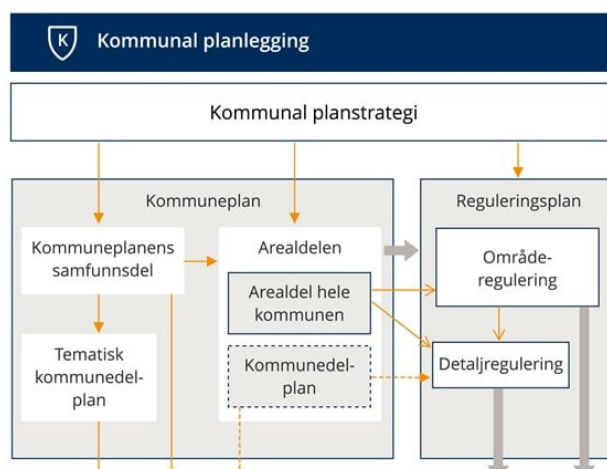 K
Kommunal planlegging
Kommunal planstrategi
Kommuneplan
Kommuneplanens
samfunnsdel
Tematisk
kommunedel-
plan
Arealdelen
Arealdel hele
kommunen
Kommunedel-
plan
Reguleringsplan
Område-
regulering
Detaljregulering